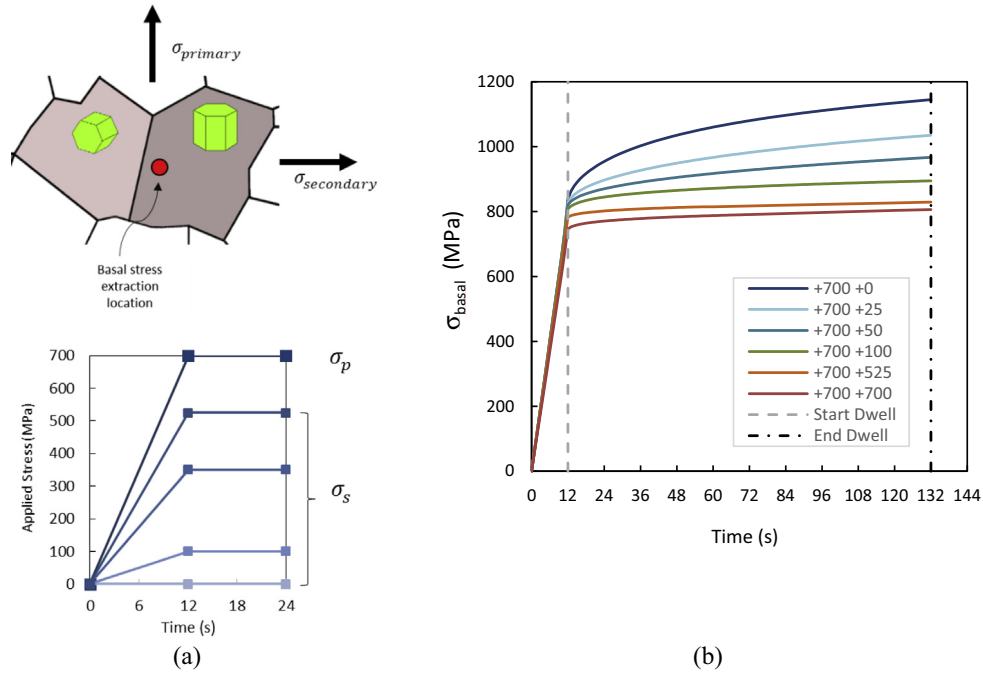 σ_primary
σ_secondary
Basal stress
extraction
location
700
600
500
400
300
200
100
0
Applied Stress (MPa)
0 6 12 18 24
Time (s)
σ_p
σ_s
(a)
1200
1000
800
600
400
200
0
σ_basal (MPa)
+700 +0
+700 +25
+700 +50
+700 +100
+700 +525
+700 +700
Start Dwell
End Dwell
0 12 24 36 48 60 72 84 96 108 120 132 144
Time (s)
(b)